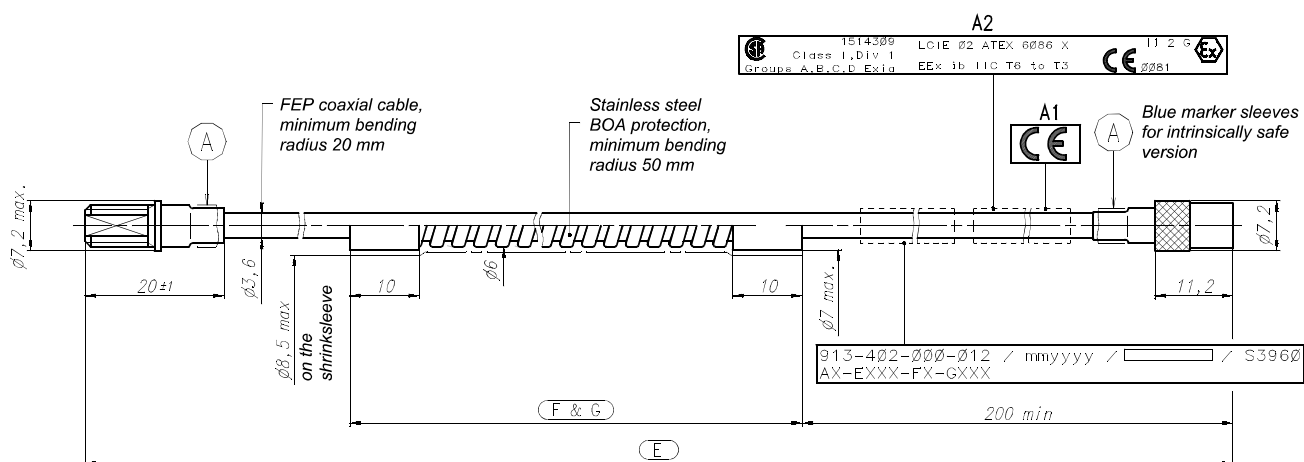 A2
1514309
Class I,Div 1
Groups A,B,C,D Exia
LCIE Ø2 ATEX 6Ø86 X
EEx ib IIC T6 to T3
CE
ØØ81
II 2 G
Ex
A1
CE
FEP coaxial cable,
minimum bending
radius 20 mm
Stainless steel
BOA protection,
minimum bending
radius 50 mm
Blue marker sleeves
for intrinsically safe
version
A
A
Ø7,2 max.
20±1
Ø3,6
Ø8,5 max
on the
shrinksleeve
10
Ø6
10
Ø7 max.
11,2
Ø7,2
913-4Ø2-ØØØ-Ø12 / mmyyyy / / S396Ø
AX-EXXX-FX-GXXX
F & G
200 min
E